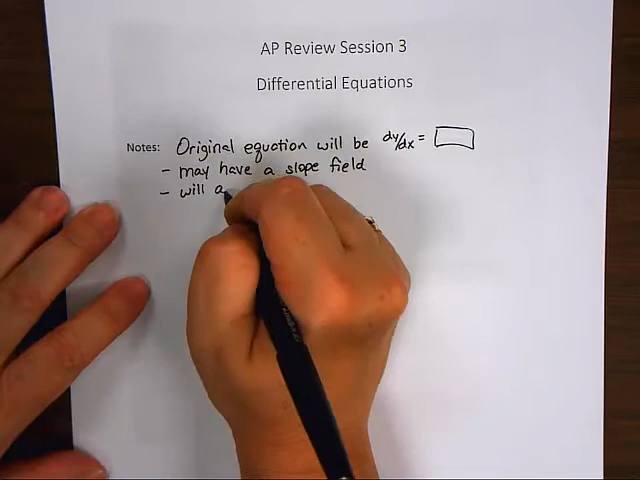 AP Review Session 3
Differential Equations
Notes: Original equation will be dy/dx =
- may have a slope field
- will a